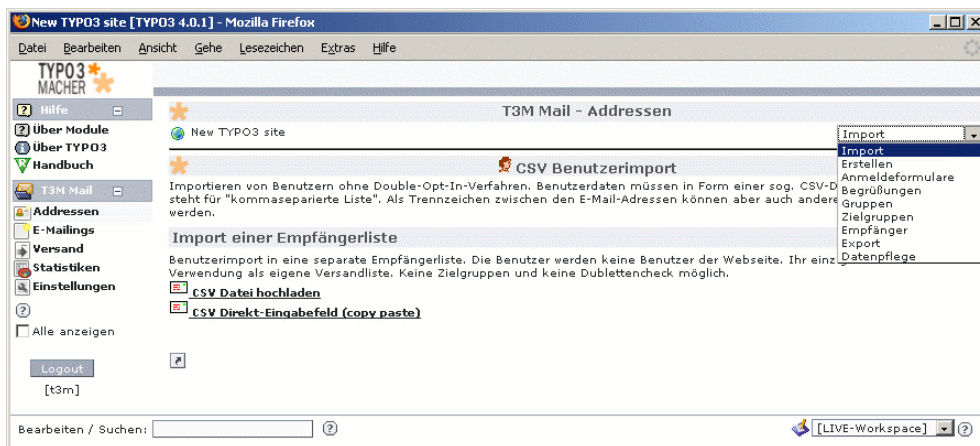 New TYPO3 site [TYPO3 4.0.1] - Mozilla Firefox
Datei Bearbeiten Ansicht Gehe Lesezeichen Extras Hilfe
TYPO3
MACHER
Hilfe
Über Module
Über TYPO3
Handbuch
T3M Mail
Addressen
E-Mailings
Versand
Statistiken
Einstellungen
Alle anzeigen
Logout
[t3m]
T3M Mail - Addressen
New TYPO3 site
Import
Import
Erstellen
Anmeldeformulare
Begrüßungen
Gruppen
Zielgruppen
Empfänger
Export
Datenpflege
CSV Benutzerimport
Importieren von Benutzern ohne Double-Opt-In-Verfahren. Benutzerdaten müssen in Form einer sog. CSV-D
steht für "kommaseparierte Liste". Als Trennzeichen zwischen den E-Mail-Adressen können aber auch andere
werden.
Import einer Empfängerliste
Benutzerimport in eine separate Empfängerliste. Die Benutzer werden keine Benutzer der Webseite. Ihr einzig
Verwendung als eigene Versandliste. Keine Zielgruppen und keine Dublettencheck möglich.
CSV Datei hochladen
CSV Direkt-Eingabefeld (copy paste)
Bearbeiten / Suchen:
[LIVE-Workspace]